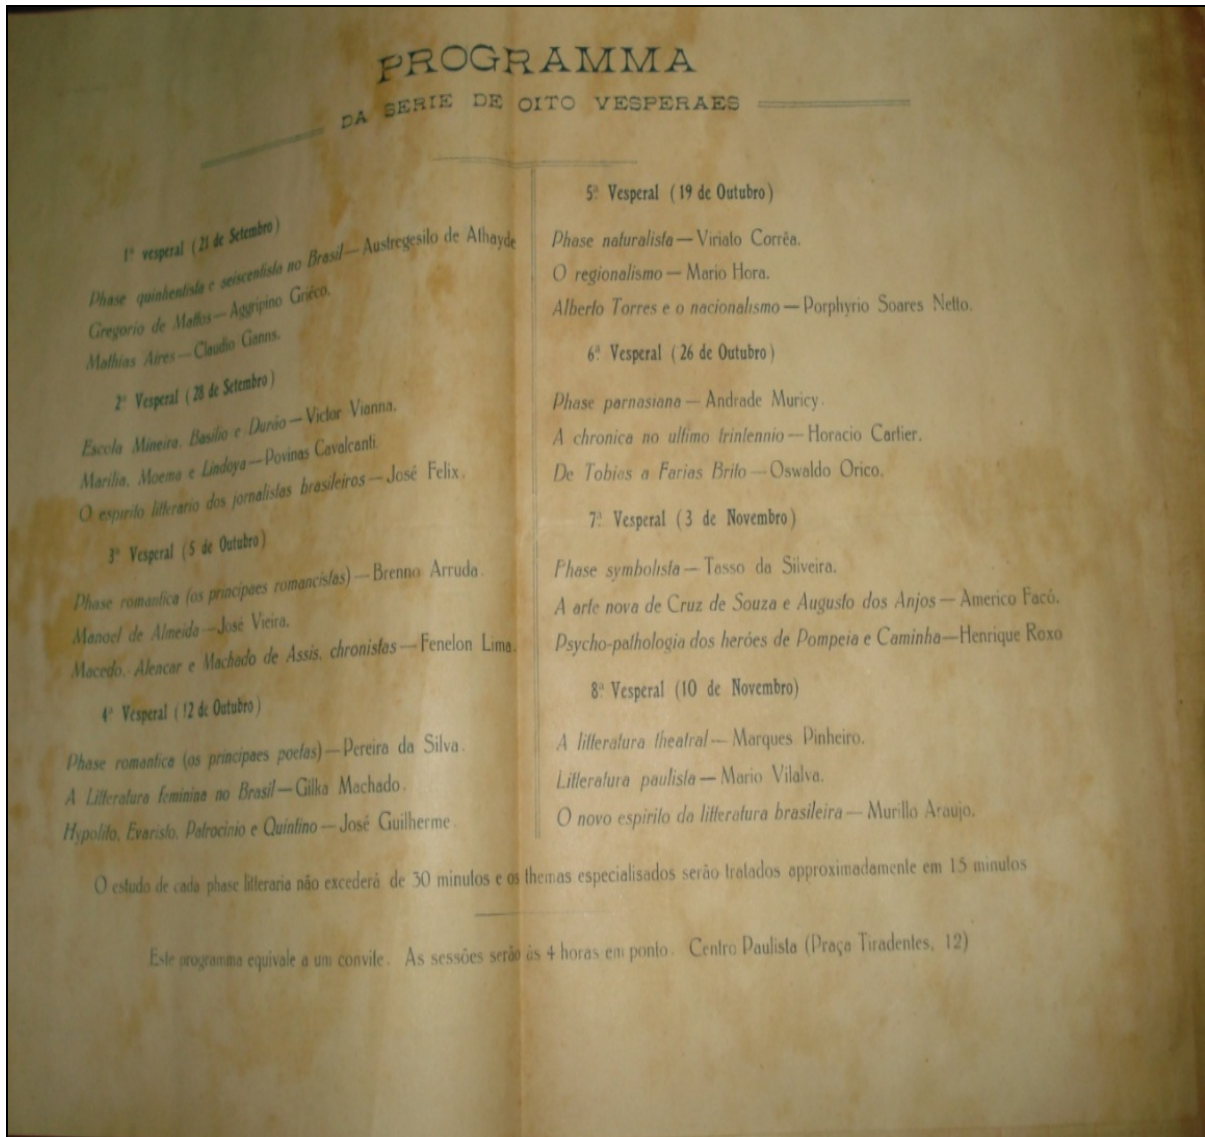 PROGRAMMA
DA SERIE DE OITO VESPERAES
1ª vesperal (21 de Setembro)
Phase quinhentista e seiscentista no Brasil — Austregesilo de Athayde
Gregorio de Mattos — Aggripino Griéco.
Mathias Aires — Claudio Ganns.
2ª Vesperal (28 de Setembro)
Escola Mineira. Basilio e Durão — Victor Vianna.
Marilia, Moema e Lindoya — Povinas Cavalcanti.
O espirito litterario dos jornalistas brasileiros — José Felix.
3ª Vesperal (5 de Outubro)
Phase romantica (os principaes romancistas) — Brenno Arruda.
Manoel de Almeida — José Vieira.
Macedo, Alencar e Machado de Assis, chronistas — Fenelon Lima.
4ª Vesperal (12 de Outubro)
Phase romantica (os principaes poetas) — Pereira da Silva.
A Litteratura feminina no Brasil — Gilka Machado.
Hypolito, Evaristo, Patrocinio e Quintino — José Guilherme.
5ª Vesperal (19 de Outubro)
Phase naturalista — Viriato Corrêa.
O regionalismo — Mario Hora.
Alberto Torres e o nacionalismo — Porphyrio Soares Netto.
6ª Vesperal (26 de Outubro)
Phase parnasiana — Andrade Muricy.
A chronica no ultimo trintennio — Horacio Cartier.
De Tobias a Farias Brito — Oswaldo Orico.
7ª Vesperal (3 de Novembro)
Phase symbolista — Tasso da Silveira.
A arte nova de Cruz de Souza e Augusto dos Anjos — Americo Facó.
Psycho-pathologia dos heróes de Pompeia e Caminha — Henrique Roxo
8ª Vesperal (10 de Novembro)
A litteratura theatral — Marques Pinheiro.
Litteratura paulista — Mario Vilalva.
O novo espirito da litteratura brasileira — Murillo Araujo.
O estudo de cada phase litteraria não excederá de 30 minutos e os themas especialisados serão tratados approximadamente em 15 minutos
Este programma equivale a um convite. As sessões serão ás 4 horas em ponto. Centro Paulista (Praça Tiradentes, 12)